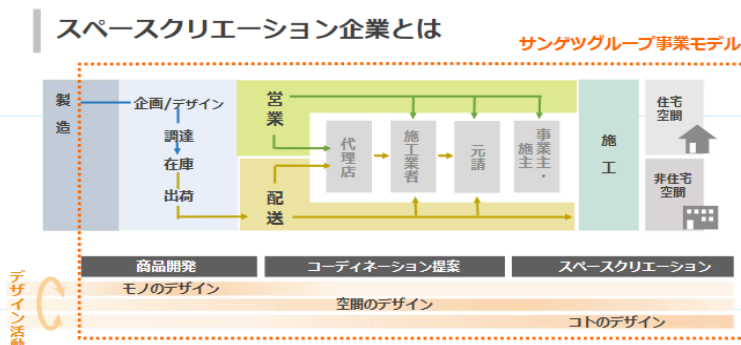 スペースクリエーション企業とは
サンゲツグループ事業モデル
製造
企画/デザイン
調達
在庫
出荷
営業
配送
代理店
施工業者
元請
事業主・施主
施工
住宅
空間
非住宅
空間
商品開発
コーディネーション提案
スペースクリエーション
デザイン活動
モノのデザイン
空間のデザイン
コトのデザイン